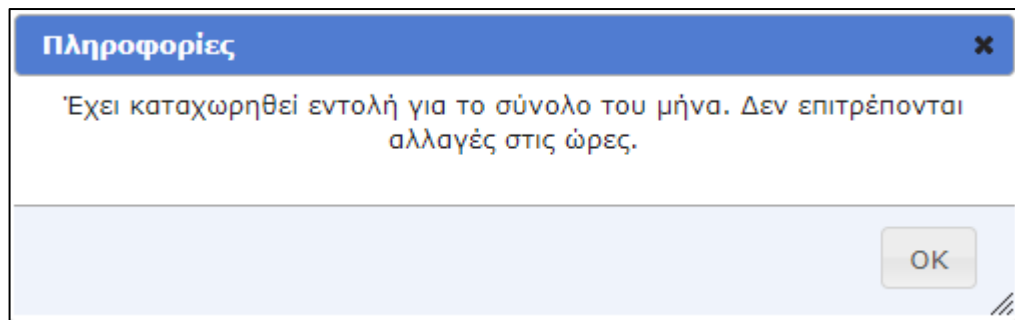 Πληροφορίες
Έχει καταχωρηθεί εντολή για το σύνολο του μήνα. Δεν επιτρέπονται
αλλαγές στις ώρες.
OK